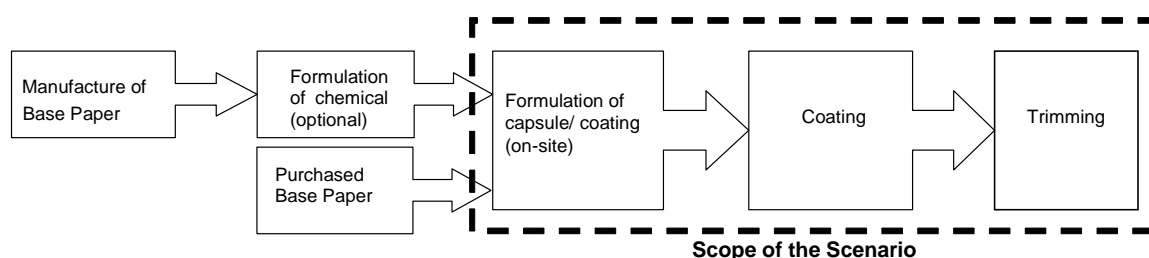 Manufacture of
Base Paper
Formulation
of chemical
(optional)
Purchased
Base Paper
Formulation of
capsule/ coating
(on-site)
Coating
Trimming
Scope of the Scenario